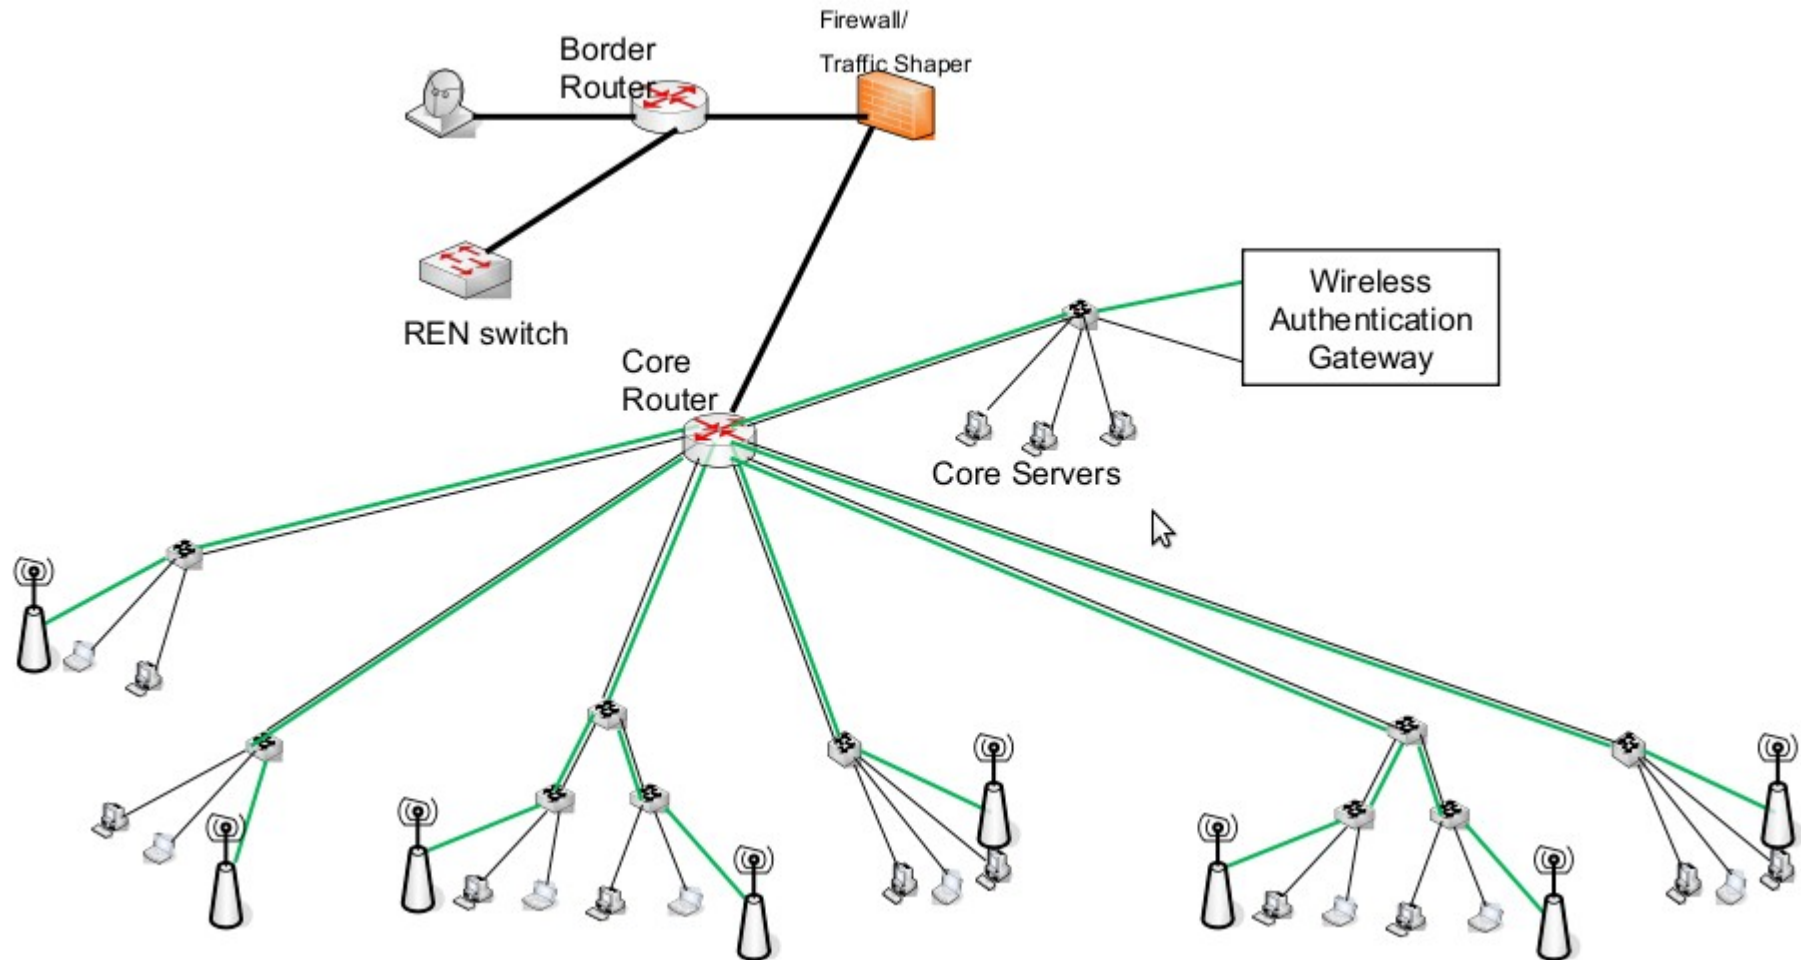 Firewall/
Traffic Shaper
Border
Router
REN switch
Wireless
Authentication
Gateway
Core
Router
Core Servers